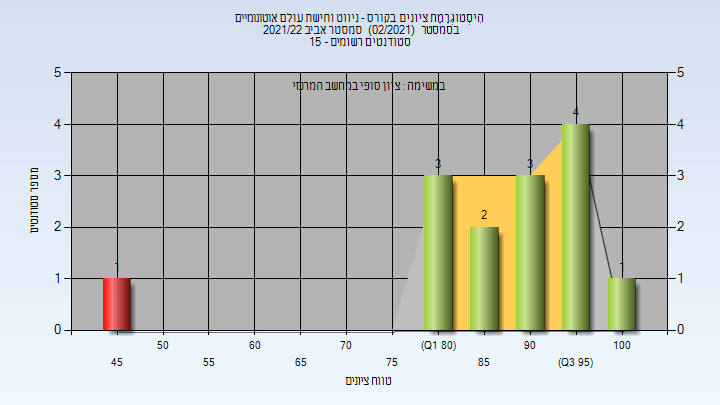 היסטוגרמת ציונים בקורס - ניווט וחישת עולם אוטונומיים
בסמסטר (02/2021) סמסטר אביב 2021/22
סטודנטים רשומים - 15
במשימה : ציון סופי במחשב המרכזי
5 5
4 4
3 3
2 2
1 1
0 0
מספר סטודנטים
1 3 2 3 4 1
50 60 70 (Q1 80) 90 100
45 55 65 75 85 (Q3 95)
טווח ציונים